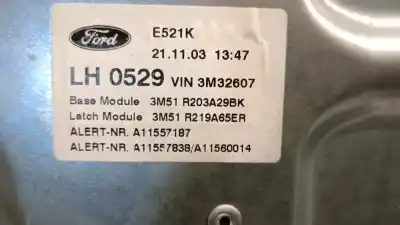 Ford
E521K
21.11.03 13:47
LH 0529 VIN 3M32607
Base Module 3M51 R203A29BK
Latch Module 3M51 R219A65ER
ALERT-NR. A11557187
ALERT-NR. A11557838/A11560014